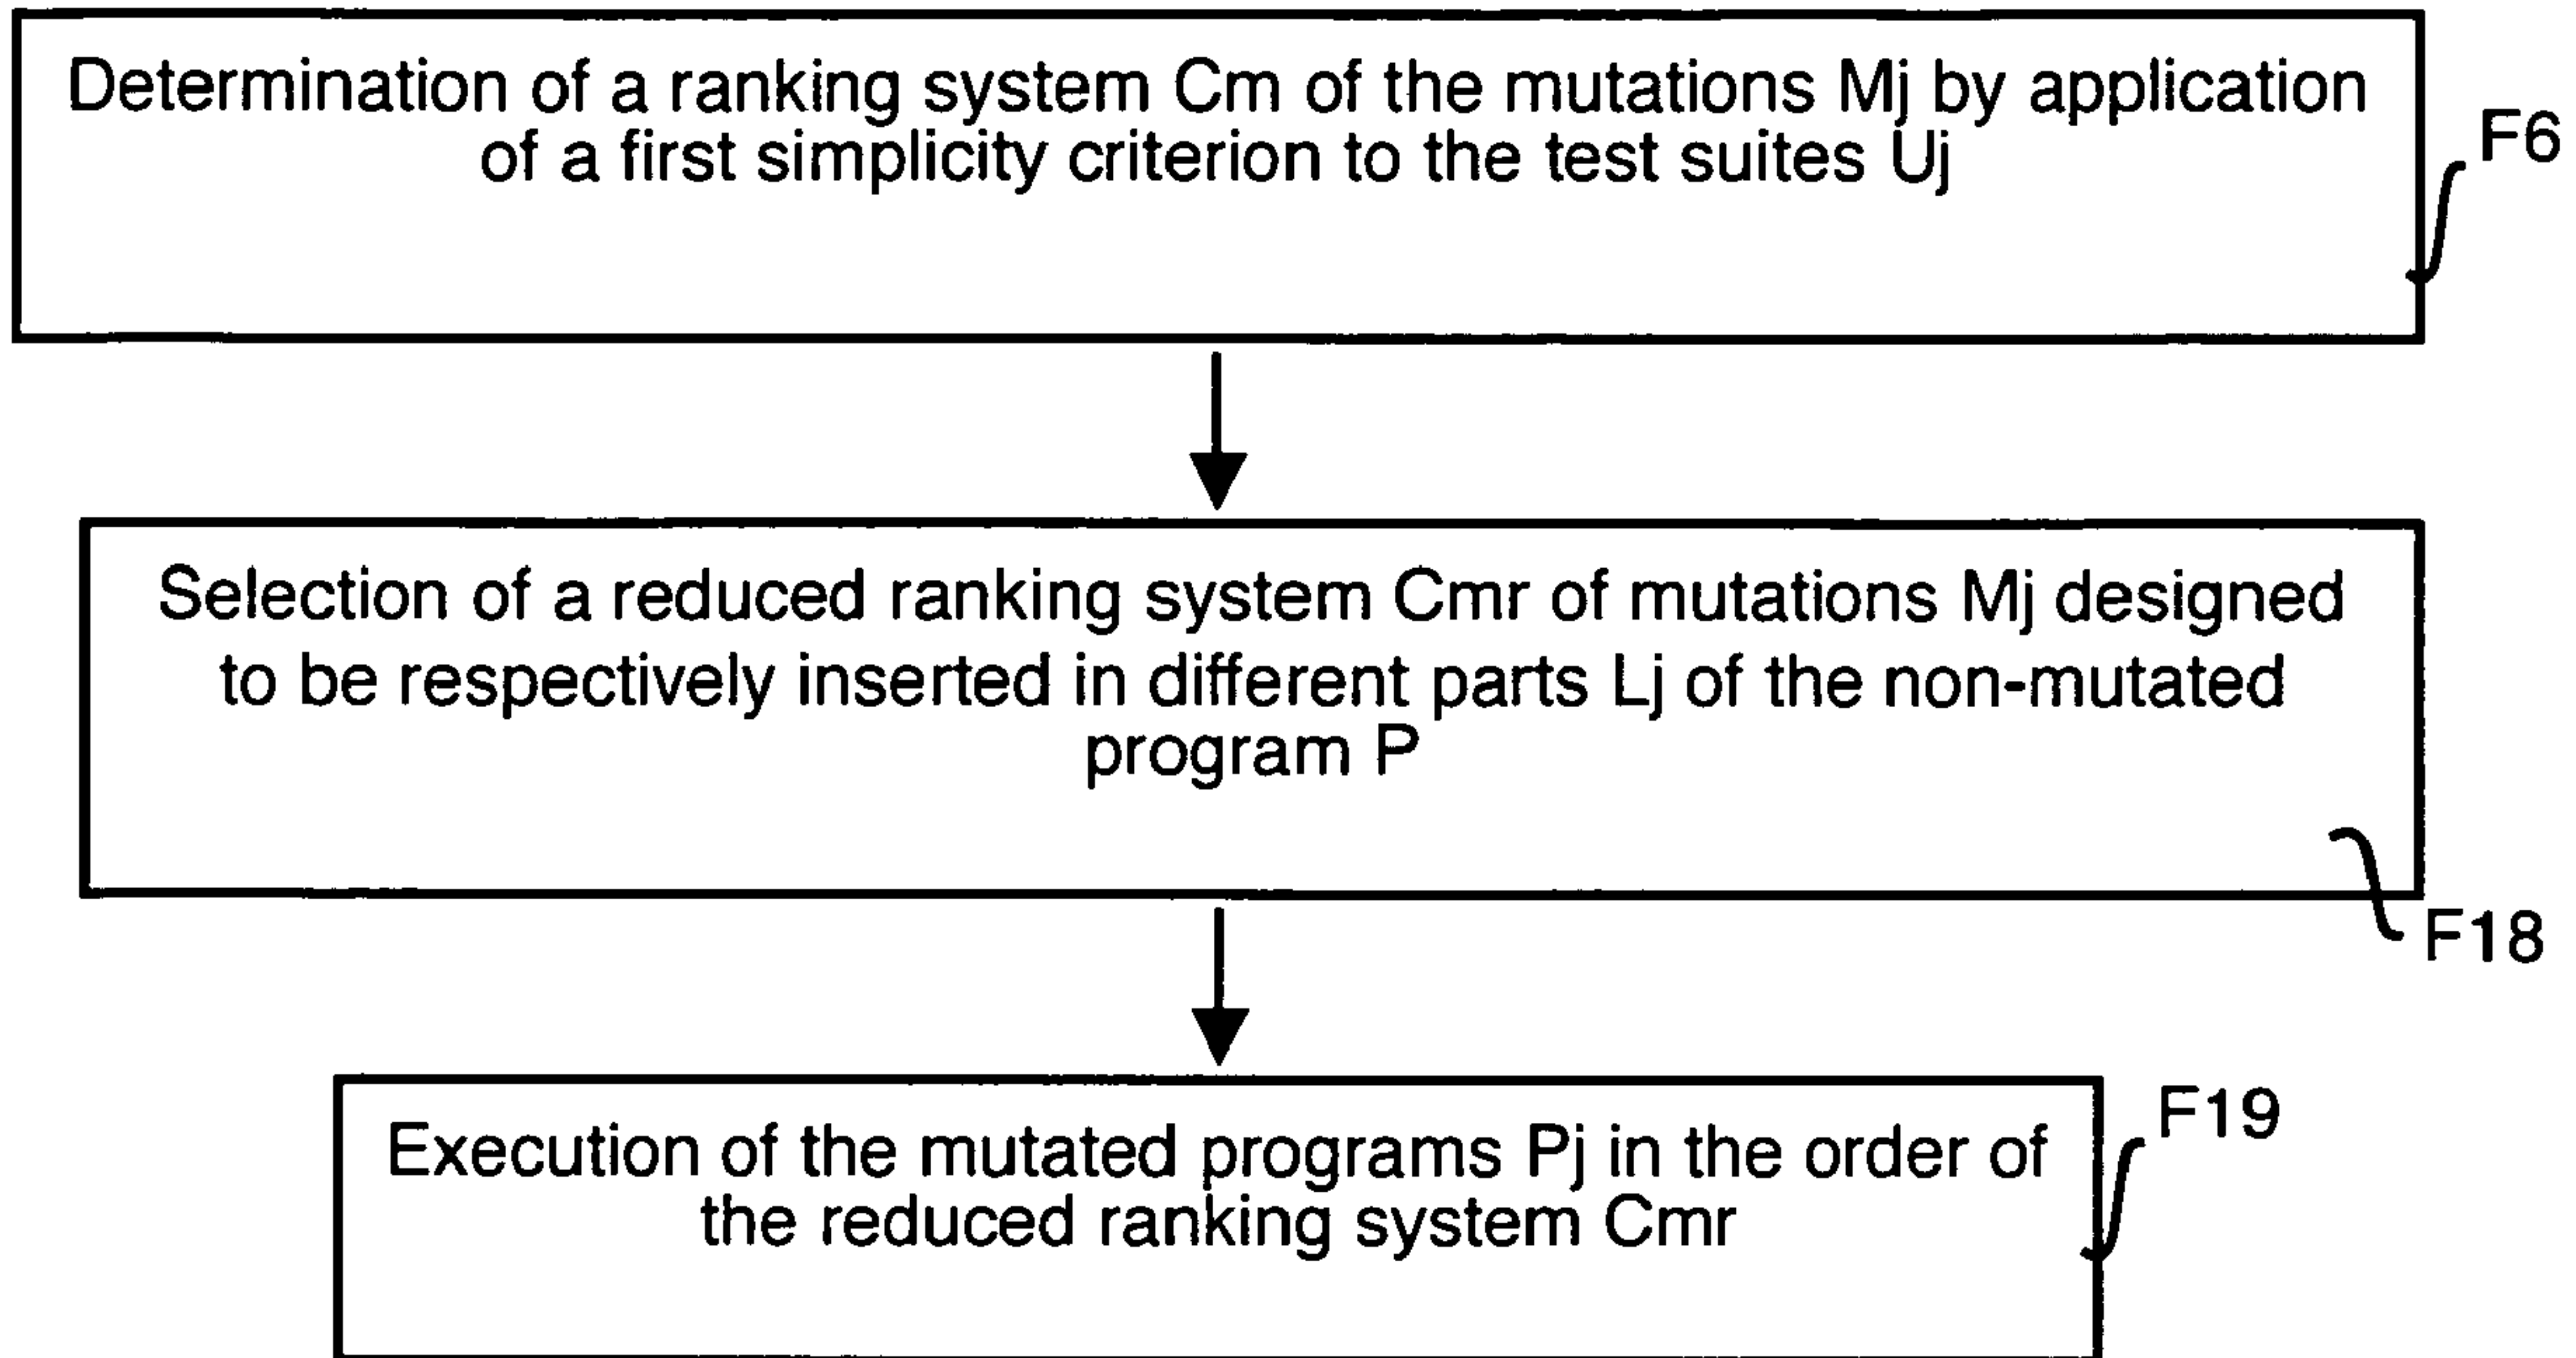 Determination of a ranking system Cm of the mutations Mj by application
of a first simplicity criterion to the test suites Uj
F6
Selection of a reduced ranking system Cmr of mutations Mj designed
to be respectively inserted in different parts Lj of the non-mutated
program P
F18
Execution of the mutated programs Pj in the order of
the reduced ranking system Cmr
F19